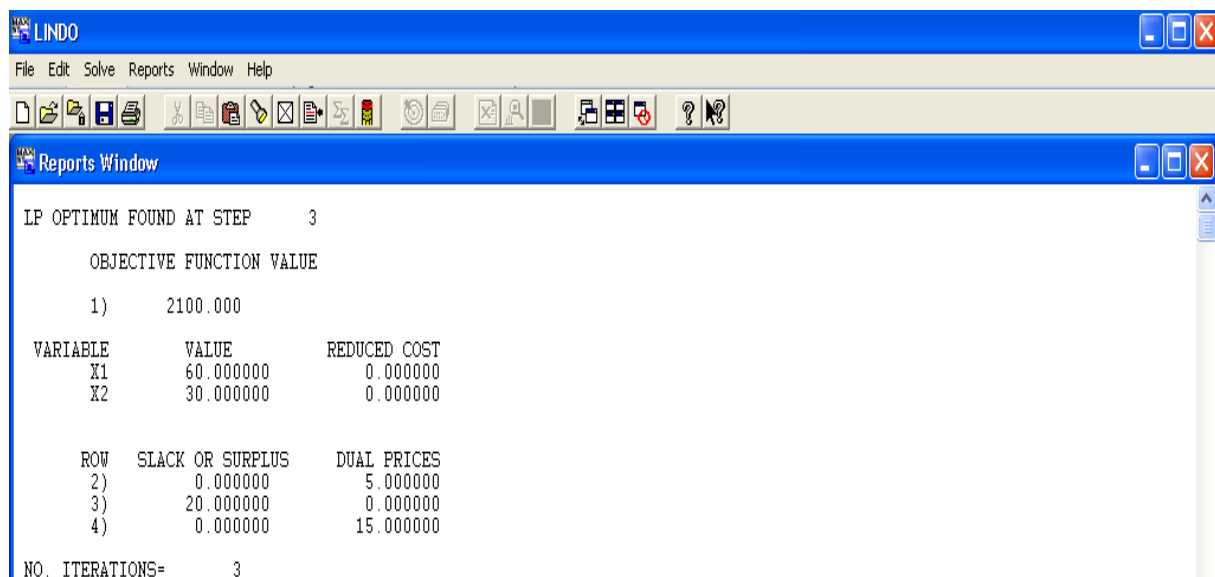 LINDO
File Edit Solve Reports Window Help
Reports Window
LP OPTIMUM FOUND AT STEP 3
OBJECTIVE FUNCTION VALUE
1) 2100.000
VARIABLE VALUE REDUCED COST
X1 60.000000 0.000000
X2 30.000000 0.000000
ROW SLACK OR SURPLUS DUAL PRICES
2) 0.000000 5.000000
3) 20.000000 0.000000
4) 0.000000 15.000000
NO. ITERATIONS= 3